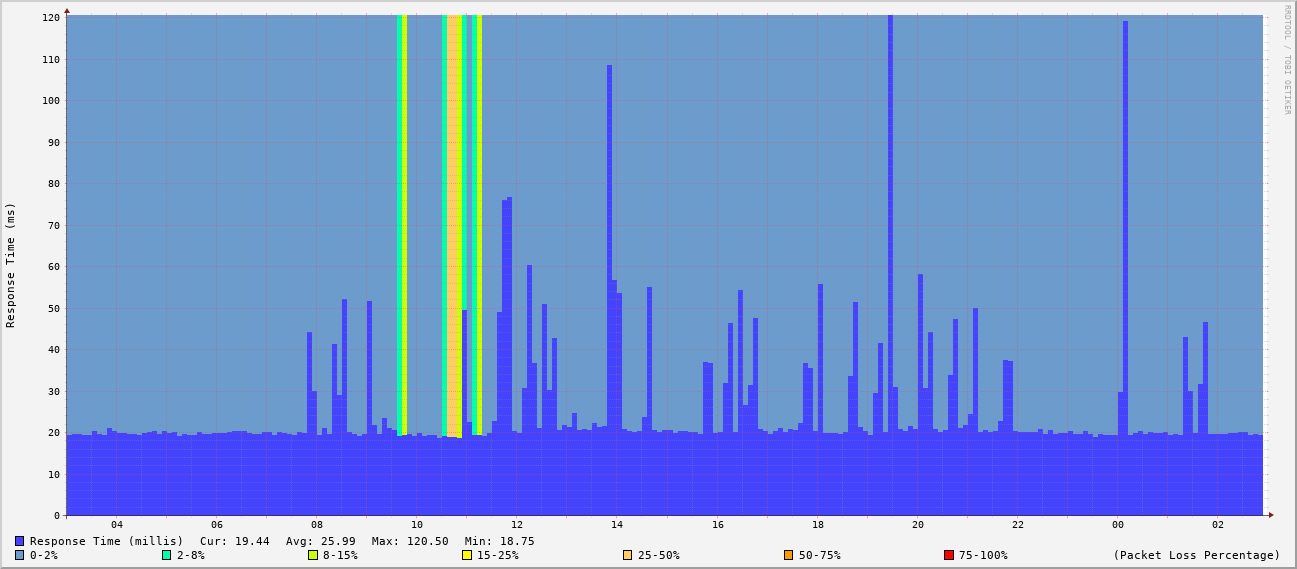 RRDTOOL / TOBI OETIKER
Response Time (ms)
120
110
100
90
80
70
60
50
40
30
20
10
0
04 06 08 10 12 14 16 18 20 22 00 02
Response Time (millis) Cur: 19.44 Avg: 25.99 Max: 120.50 Min: 18.75
0-2% 2-8% 8-15% 15-25% 25-50% 50-75% 75-100% (Packet Loss Percentage)